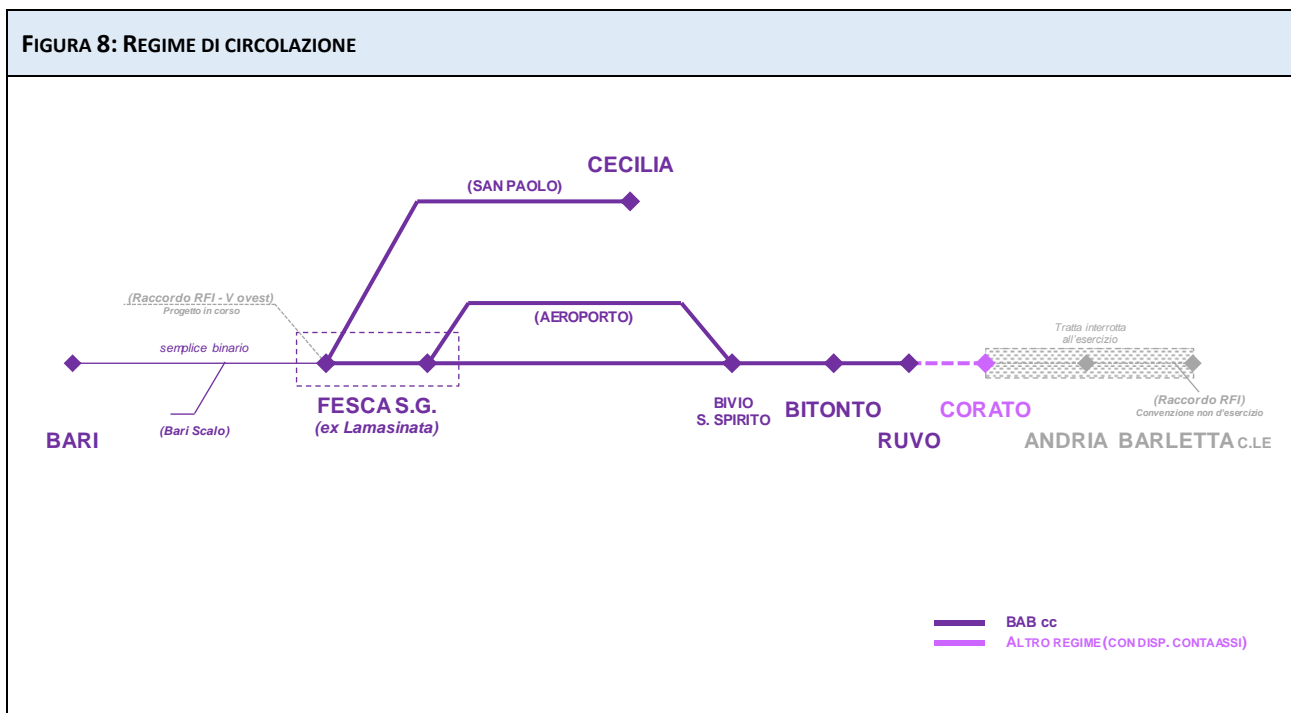 FIGURA 8: REGIME DI CIRCOLAZIONE
CECILIA
(SAN PAOLO)
(Raccordo RFI - V ovest)
Progetto in corso
(AEROPORTO)
Tratta interrotta
all'esercizio
semplice binario
FESCA S.G.
(ex Lamasinata)
(Bari Scalo)
BARI
BIVIO
S. SPIRITO
BITONTO
RUVO
CORATO
(Raccordo RFI)
Convenzione non d'esercizio
ANDRIA BARLETTA C.LE
BAB cc
ALTRO REGIME (CON DISP. CONTAASSI)